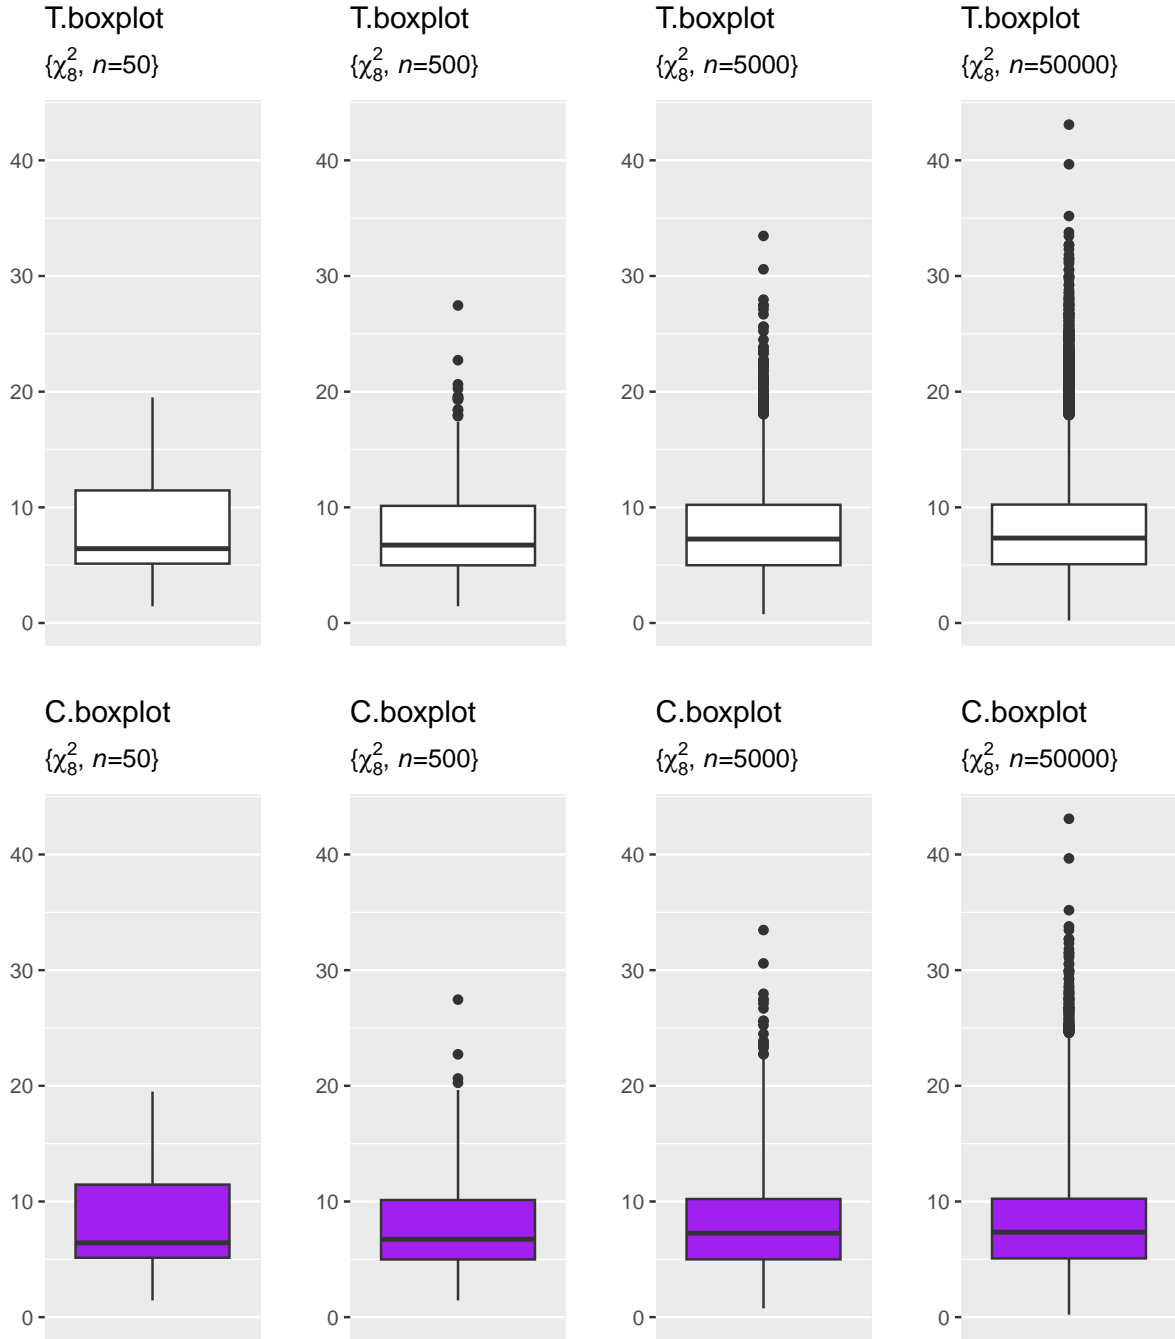 T.boxplot T.boxplot T.boxplot T.boxplot
{χ²₈, n=50} {χ²₈, n=500} {χ²₈, n=5000} {χ²₈, n=50000}
40 40 40 40
30 30 30 30
20 20 20 20
10 10 10 10
0 0 0 0
C.boxplot C.boxplot C.boxplot C.boxplot
{χ²₈, n=50} {χ²₈, n=500} {χ²₈, n=5000} {χ²₈, n=50000}
40 40 40 40
30 30 30 30
20 20 20 20
10 10 10 10
0 0 0 0